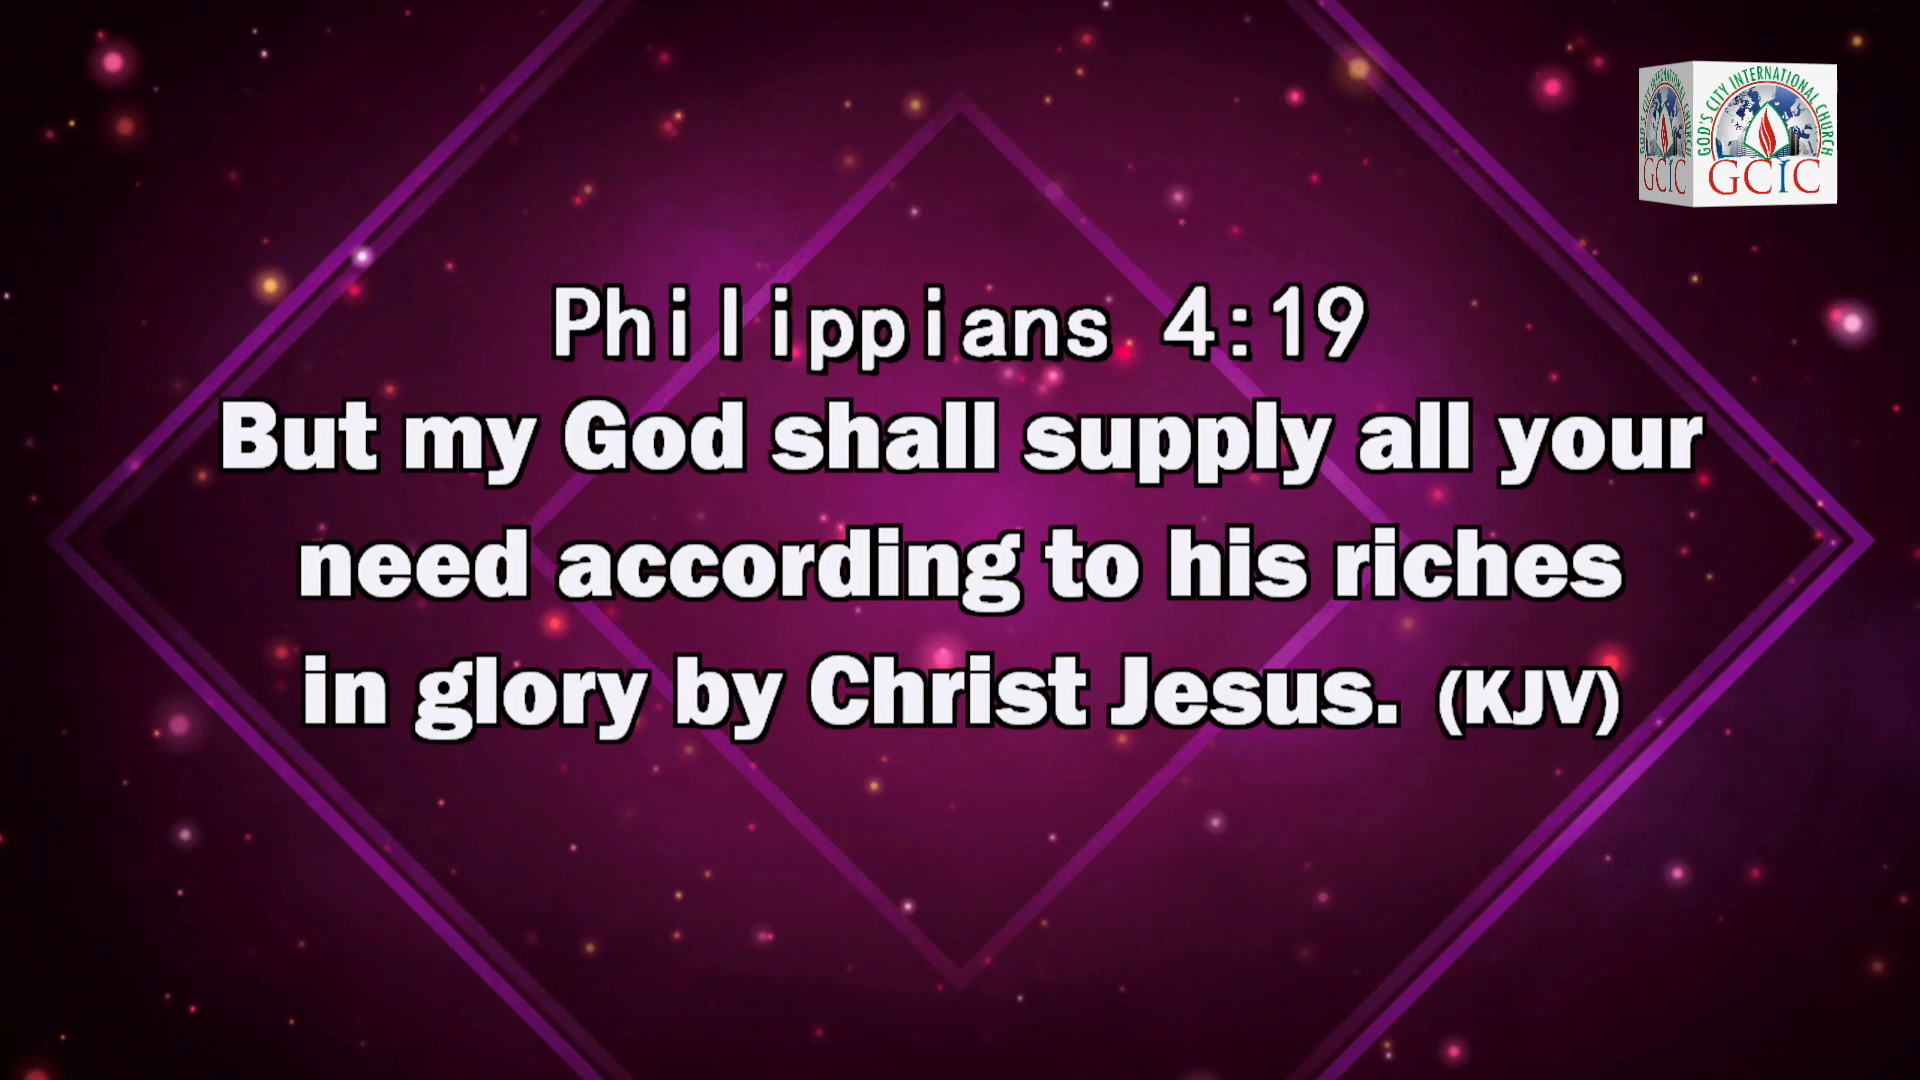 GOD'S CITY INTERNATIONAL CHURCH
GCIC
GCIC
Philippians 4:19
But my God shall supply all your
need according to his riches
in glory by Christ Jesus. (KJV)